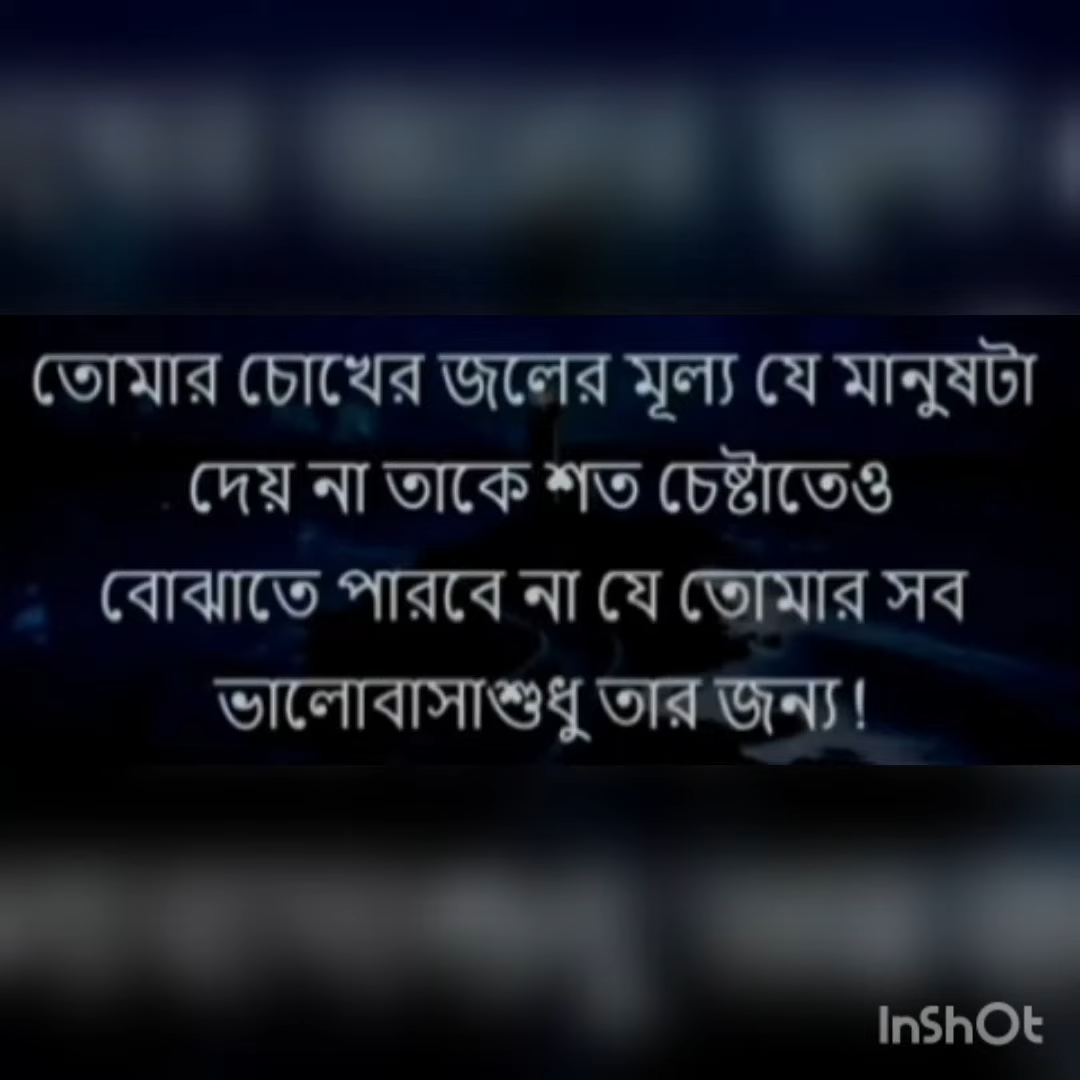 তোমার চোখের জলের মূল্য যে মানুষটা
দেয় না তাকে শত চেষ্টাতেও
বোঝাতে পারবে না যে তোমার সব
ভালোবাসাশুধু তার জন্য!
InShOt